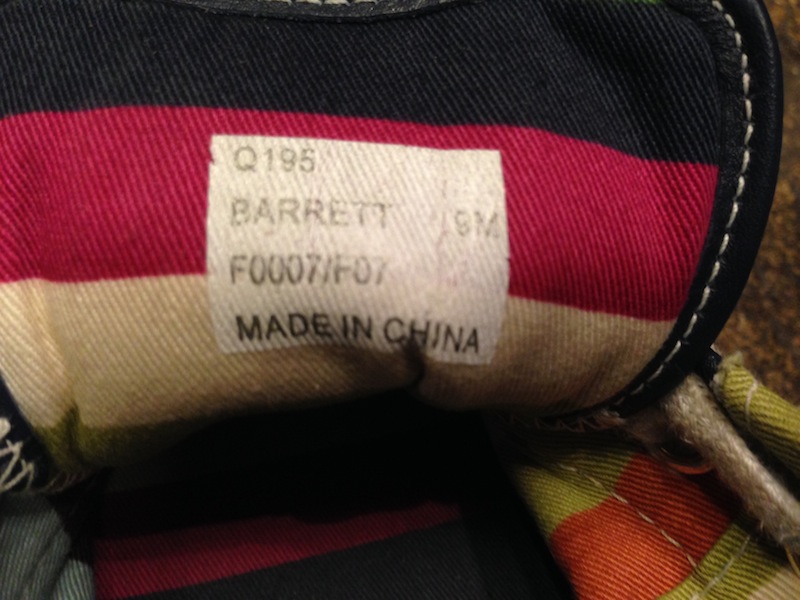 Q195
BARRETT 9M
F0007/F07
MADE IN CHINA